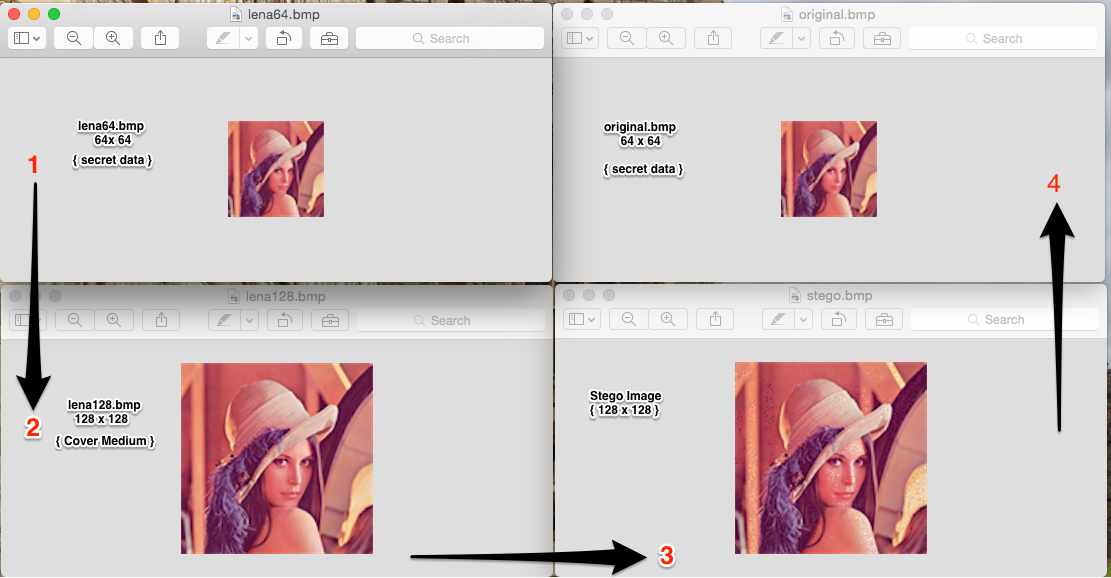 lena64.bmp
Search
lena64.bmp
64x 64
{ secret data }
1
original.bmp
Search
original.bmp
64 x 64
{ secret data }
4
lena128.bmp
Search
lena128.bmp
128 x 128
{ Cover Medium }
2
stego.bmp
Search
Stego Image
{ 128 x 128 }
3